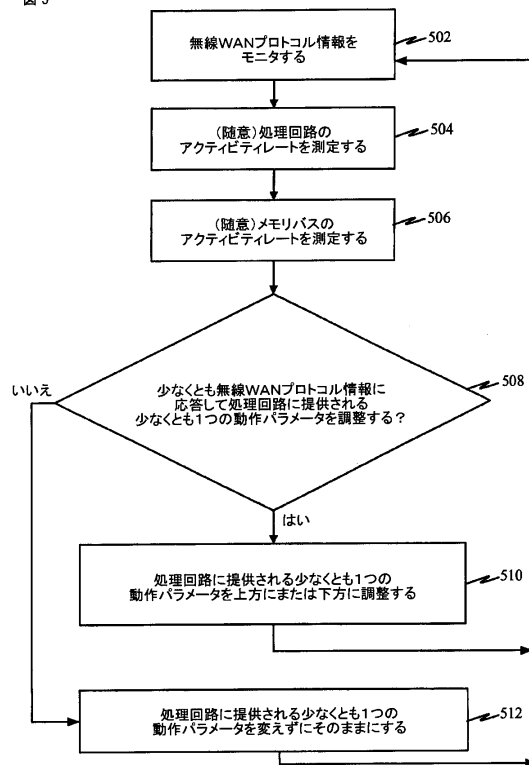 図5
無線WANプロトコル情報を
モニタする
502
(随意)処理回路の
アクティビティレートを測定する
504
(随意)メモリバスの
アクティビティレートを測定する
506
いいえ
少なくとも無線WANプロトコル情報に
応答して処理回路に提供される
少なくとも1つの動作パラメータを調整する?
508
はい
処理回路に提供される少なくとも1つの
動作パラメータを上方にまたは下方に調整する
510
処理回路に提供される少なくとも1つの
動作パラメータを変えずにそのままにする
512